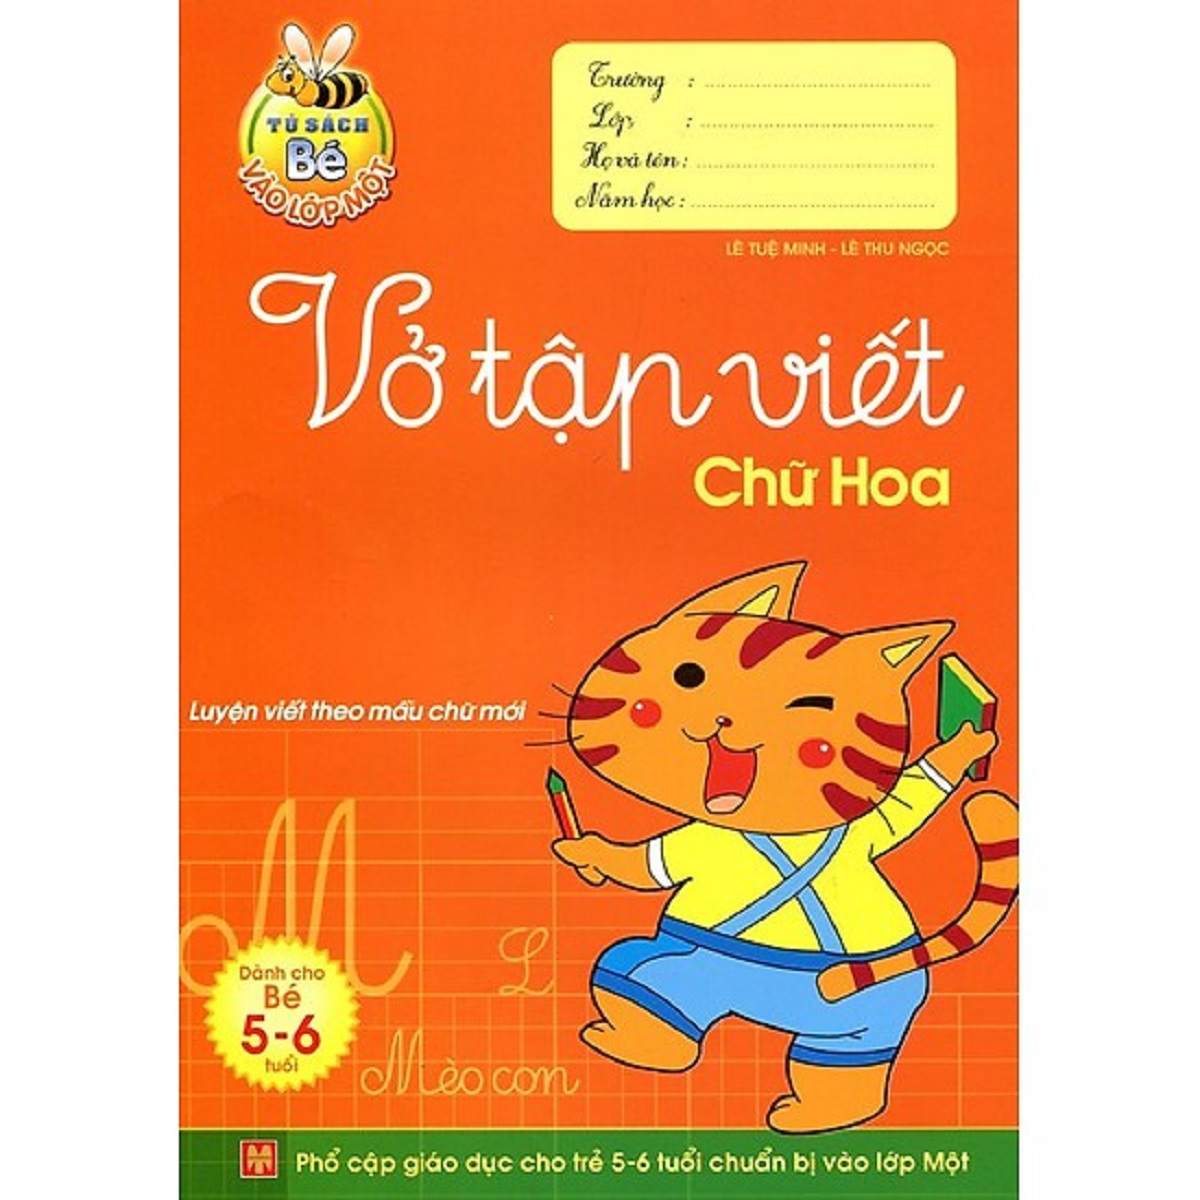 TỦ SÁCH
Bé
VÀO LỚP MỘT
Trường :
Lớp :
Họ và tên :
Năm học :
LÊ TUỆ MINH - LÊ THU NGỌC
Vở tập viết
Chữ Hoa
Luyện viết theo mẫu chữ mới
M
L
Dành cho
Bé
5-6
tuổi
Mèo con
Phổ cập giáo dục cho trẻ 5-6 tuổi chuẩn bị vào lớp Một